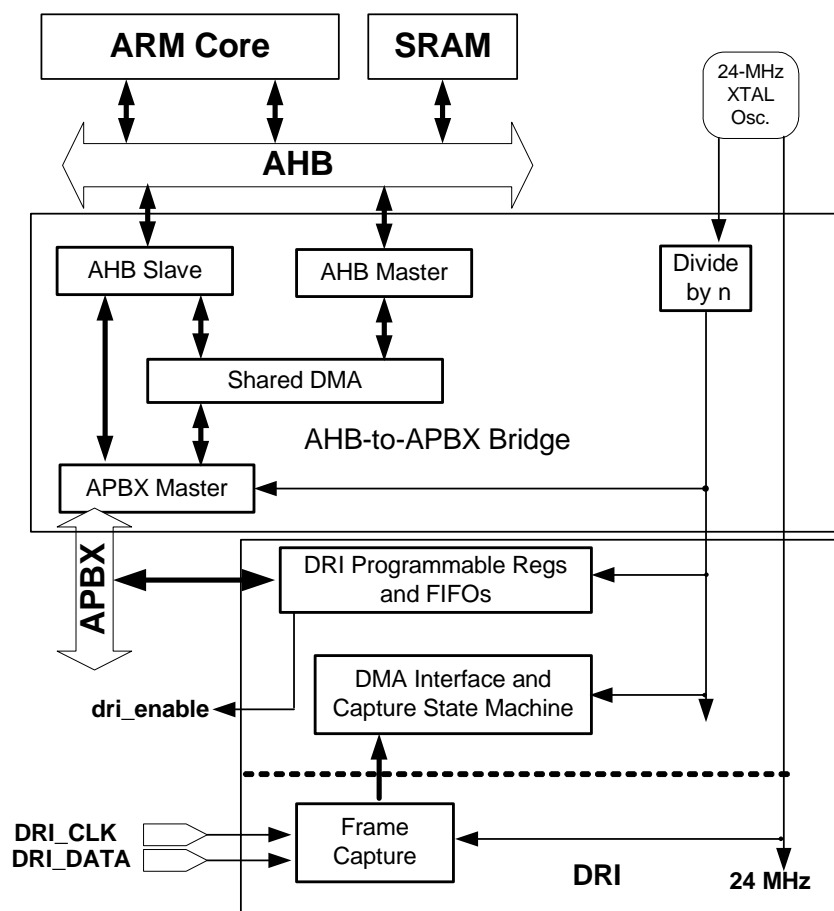 ARM Core
SRAM
24-MHz
XTAL
Osc.
AHB
AHB Slave
AHB Master
Divide
by n
Shared DMA
AHB-to-APBX Bridge
APBX Master
APBX
DRI Programmable Regs
and FIFOs
DMA Interface and
Capture State Machine
dri_enable
DRI_CLK
DRI_DATA
Frame
Capture
DRI
24 MHz